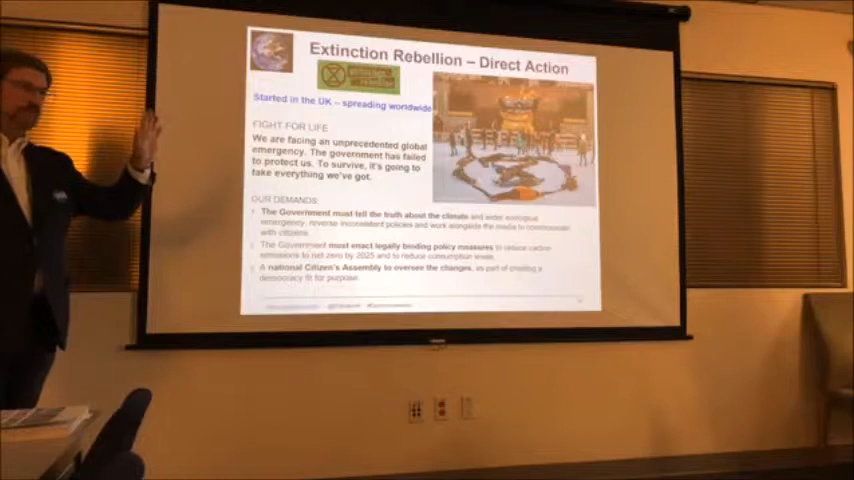 Extinction Rebellion – Direct Action
extinction
rebellion
Started in the UK – spreading worldwide
FIGHT FOR LIFE
We are facing an unprecedented global
emergency. The government has failed
to protect us. To survive, it's going to
take everything we've got.
OUR DEMANDS
The Government must tell the truth about the climate and wider ecological
emergency, reverse inconsistent policies and work alongside the media to communicate
with citizens.
The Government must enact legally binding policy measures to reduce carbon
emissions to net zero by 2025 and to reduce consumption levels.
A national Citizen's Assembly to oversee the changes, as part of creating a
democracy fit for purpose.